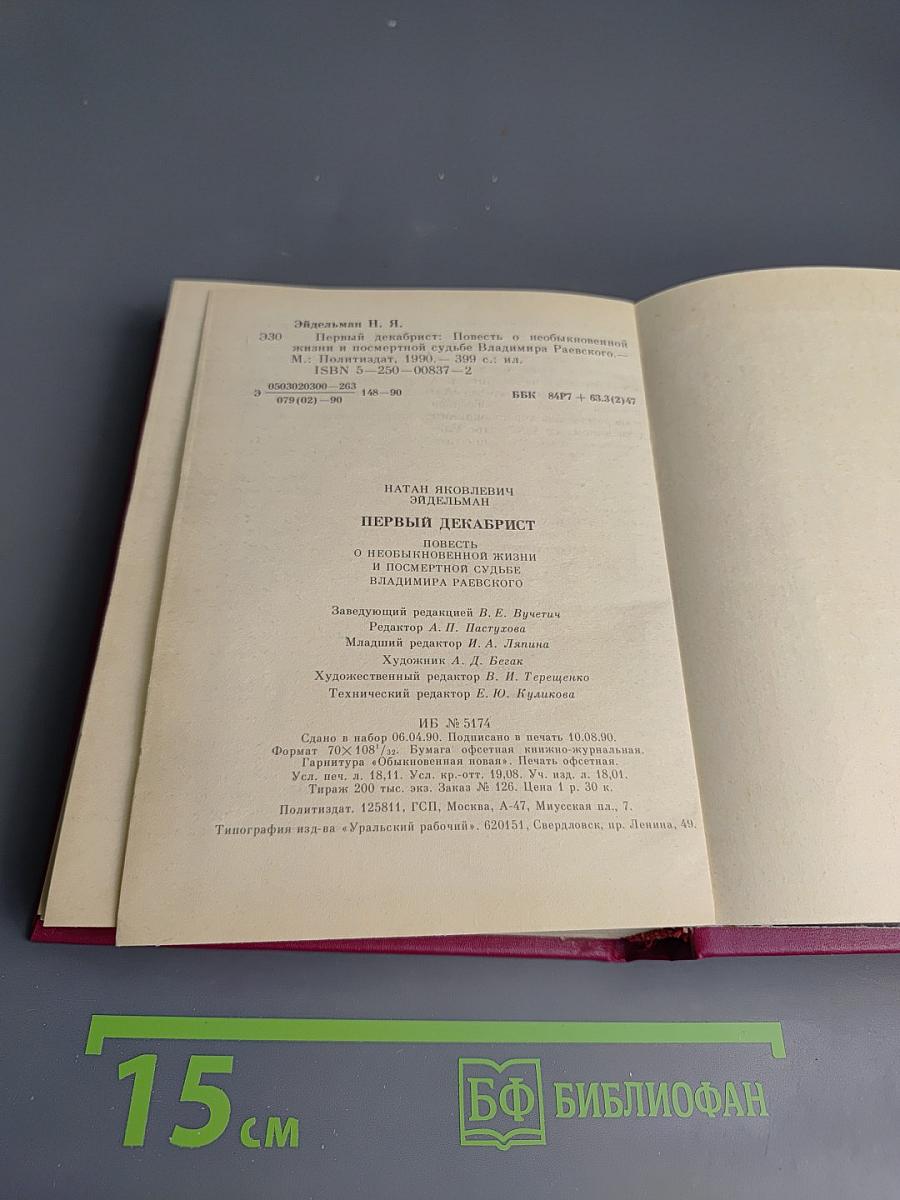 Эйдельман Н. Я.
Э30 Первый декабрист: Повесть о необыкновенной
жизни и посмертной судьбе Владимира Раевского.—
М.: Политиздат, 1990.— 399 с.: ил.
ISBN 5—250—00837—2
Э 0503020300—263 148—90 ББК 84Р7 + 63.3(2)47
079(02)—90
НАТАН ЯКОВЛЕВИЧ
ЭЙДЕЛЬМАН
ПЕРВЫЙ ДЕКАБРИСТ
ПОВЕСТЬ
О НЕОБЫКНОВЕННОЙ ЖИЗНИ
И ПОСМЕРТНОЙ СУДЬБЕ
ВЛАДИМИРА РАЕВСКОГО
Заведующий редакцией В. Е. Вучетич
Редактор А. П. Пастухова
Младший редактор И. А. Ляпина
Художник А. Д. Бегак
Художественный редактор В. И. Терещенко
Технический редактор Е. Ю. Куликова
ИБ № 5174
Сдано в набор 06.04.90. Подписано в печать 10.08.90.
Формат 70×108¹/₃₂. Бумага офсетная книжно-журнальная.
Гарнитура «Обыкновенная новая». Печать офсетная.
Усл. печ. л. 18,11. Усл. кр.-отт. 19,08. Уч. изд. л. 18,01.
Тираж 200 тыс. экз. Заказ № 126. Цена 1 р. 30 к.
Политиздат. 125811, ГСП, Москва, А-47, Миусская пл., 7.
Типография изд-ва «Уральский рабочий». 620151, Свердловск, пр. Ленина, 49.
15 см
БФ БИБЛИОФАН